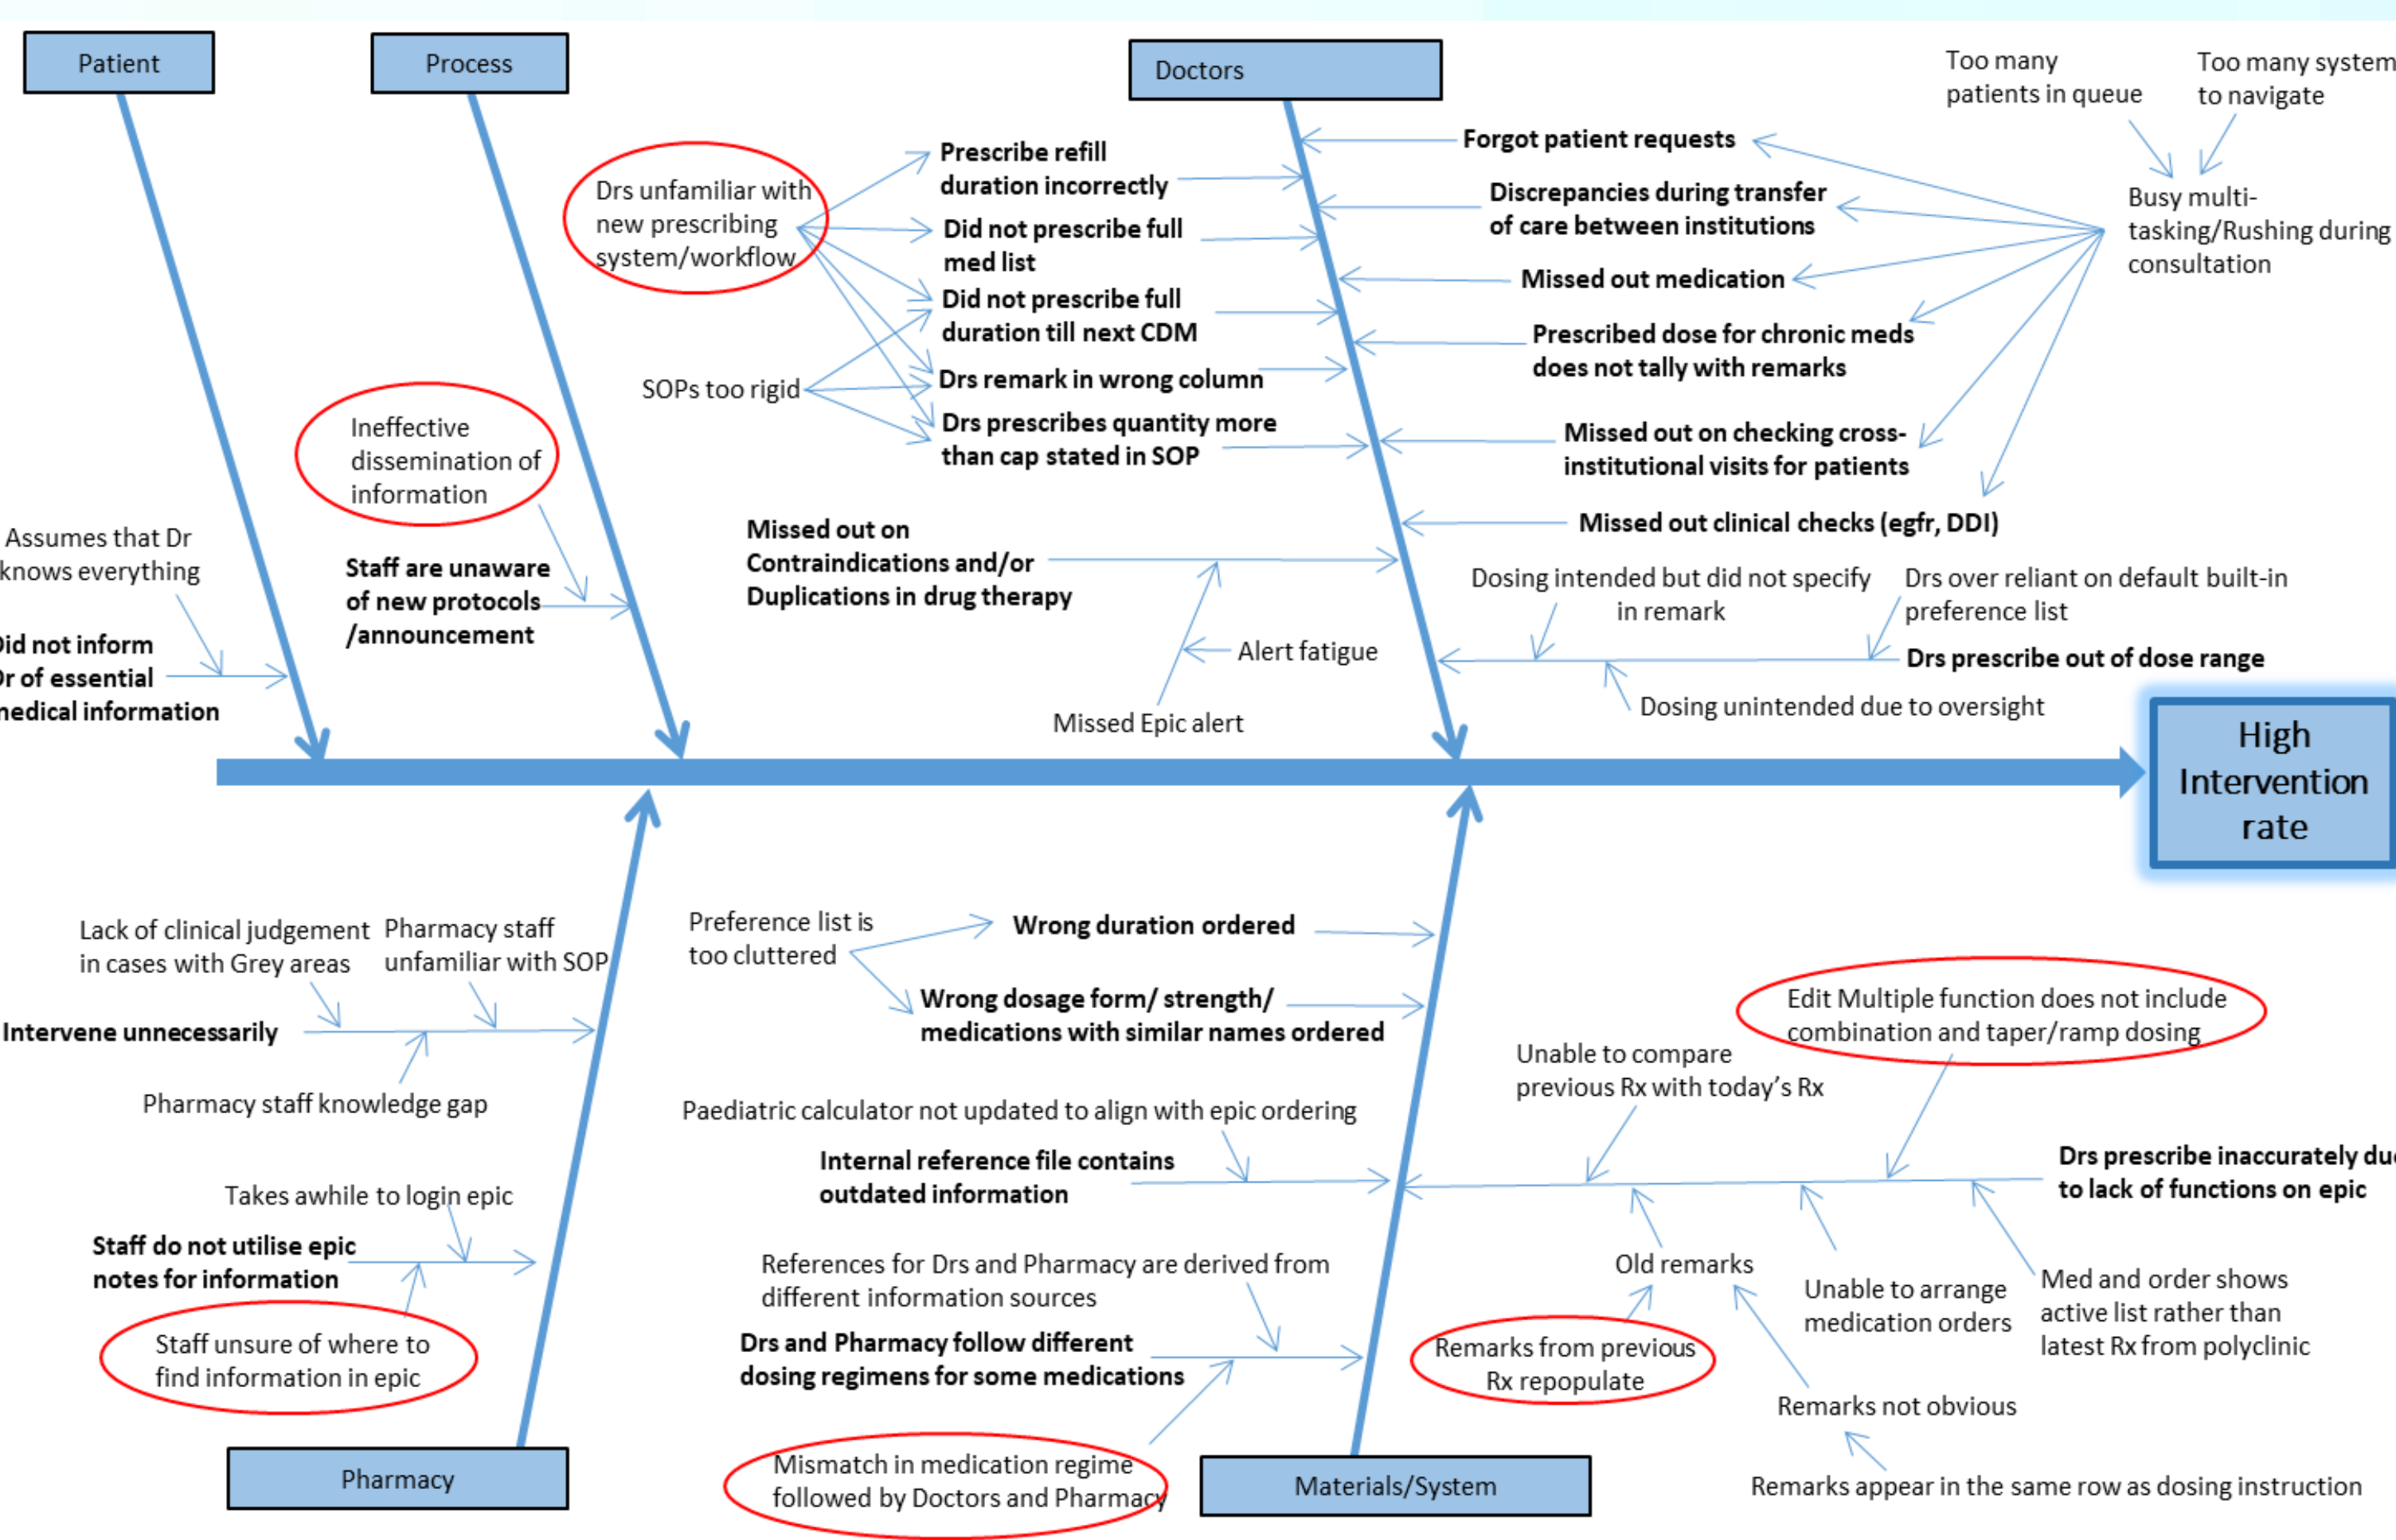 Patient
Process
Doctors
Too many
patients in queue
Too many system
to navigate
Busy multi-
tasking/Rushing during
consultation
Drs unfamiliar with
new prescribing
system/workflow
SOPs too rigid
Prescribe refill
duration incorrectly
Did not prescribe full
med list
Did not prescribe full
duration till next CDM
Drs remark in wrong column
Drs prescribes quantity more
than cap stated in SOP
Missed out on
Contraindications and/or
Duplications in drug therapy
Alert fatigue
Missed Epic alert
Forgot patient requests
Discrepancies during transfer
of care between institutions
Missed out medication
Prescribed dose for chronic meds
does not tally with remarks
Missed out on checking cross-
institutional visits for patients
Missed out clinical checks (egfr, DDI)
Dosing intended but did not specify
in remark
Drs over reliant on default built-in
preference list
Drs prescribe out of dose range
Dosing unintended due to oversight
Ineffective
dissemination of
information
Staff are unaware
of new protocols
/announcement
Assumes that Dr
knows everything
Did not inform
Dr of essential
medical information
High
Intervention
rate
Lack of clinical judgement
in cases with Grey areas
Pharmacy staff
unfamiliar with SOP
Intervene unnecessarily
Pharmacy staff knowledge gap
Takes awhile to login epic
Staff do not utilise epic
notes for information
Staff unsure of where to
find information in epic
Pharmacy
Preference list is
too cluttered
Wrong duration ordered
Wrong dosage form/ strength/
medications with similar names ordered
Paediatric calculator not updated to align with epic ordering
Internal reference file contains
outdated information
References for Drs and Pharmacy are derived from
different information sources
Drs and Pharmacy follow different
dosing regimens for some medications
Mismatch in medication regime
followed by Doctors and Pharmacy
Materials/System
Edit Multiple function does not include
combination and taper/ramp dosing
Unable to compare
previous Rx with today's Rx
Drs prescribe inaccurately due
to lack of functions on epic
Old remarks
Remarks from previous
Rx repopulate
Unable to arrange
medication orders
Med and order shows
active list rather than
latest Rx from polyclinic
Remarks not obvious
Remarks appear in the same row as dosing instruction